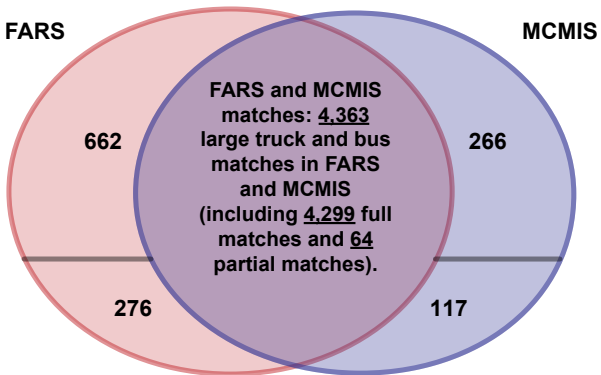 FARS
MCMIS
FARS and MCMIS
matches: 4,363
large truck and bus
matches in FARS
and MCMIS
(including 4,299 full
matches and 64
partial matches).
662
266
276
117